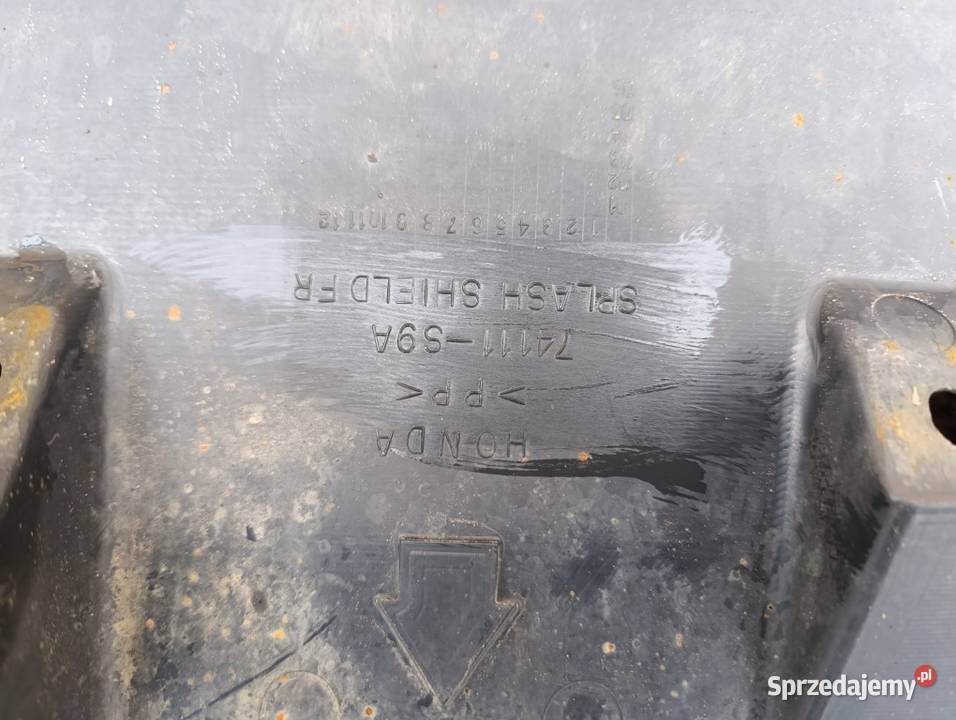 HONDA
>PP<
74111-S9A
SPLASH SHIELD FR
1 2 3 4 5 6 7 8 9 10 11 12
Sprzedajemy.pl